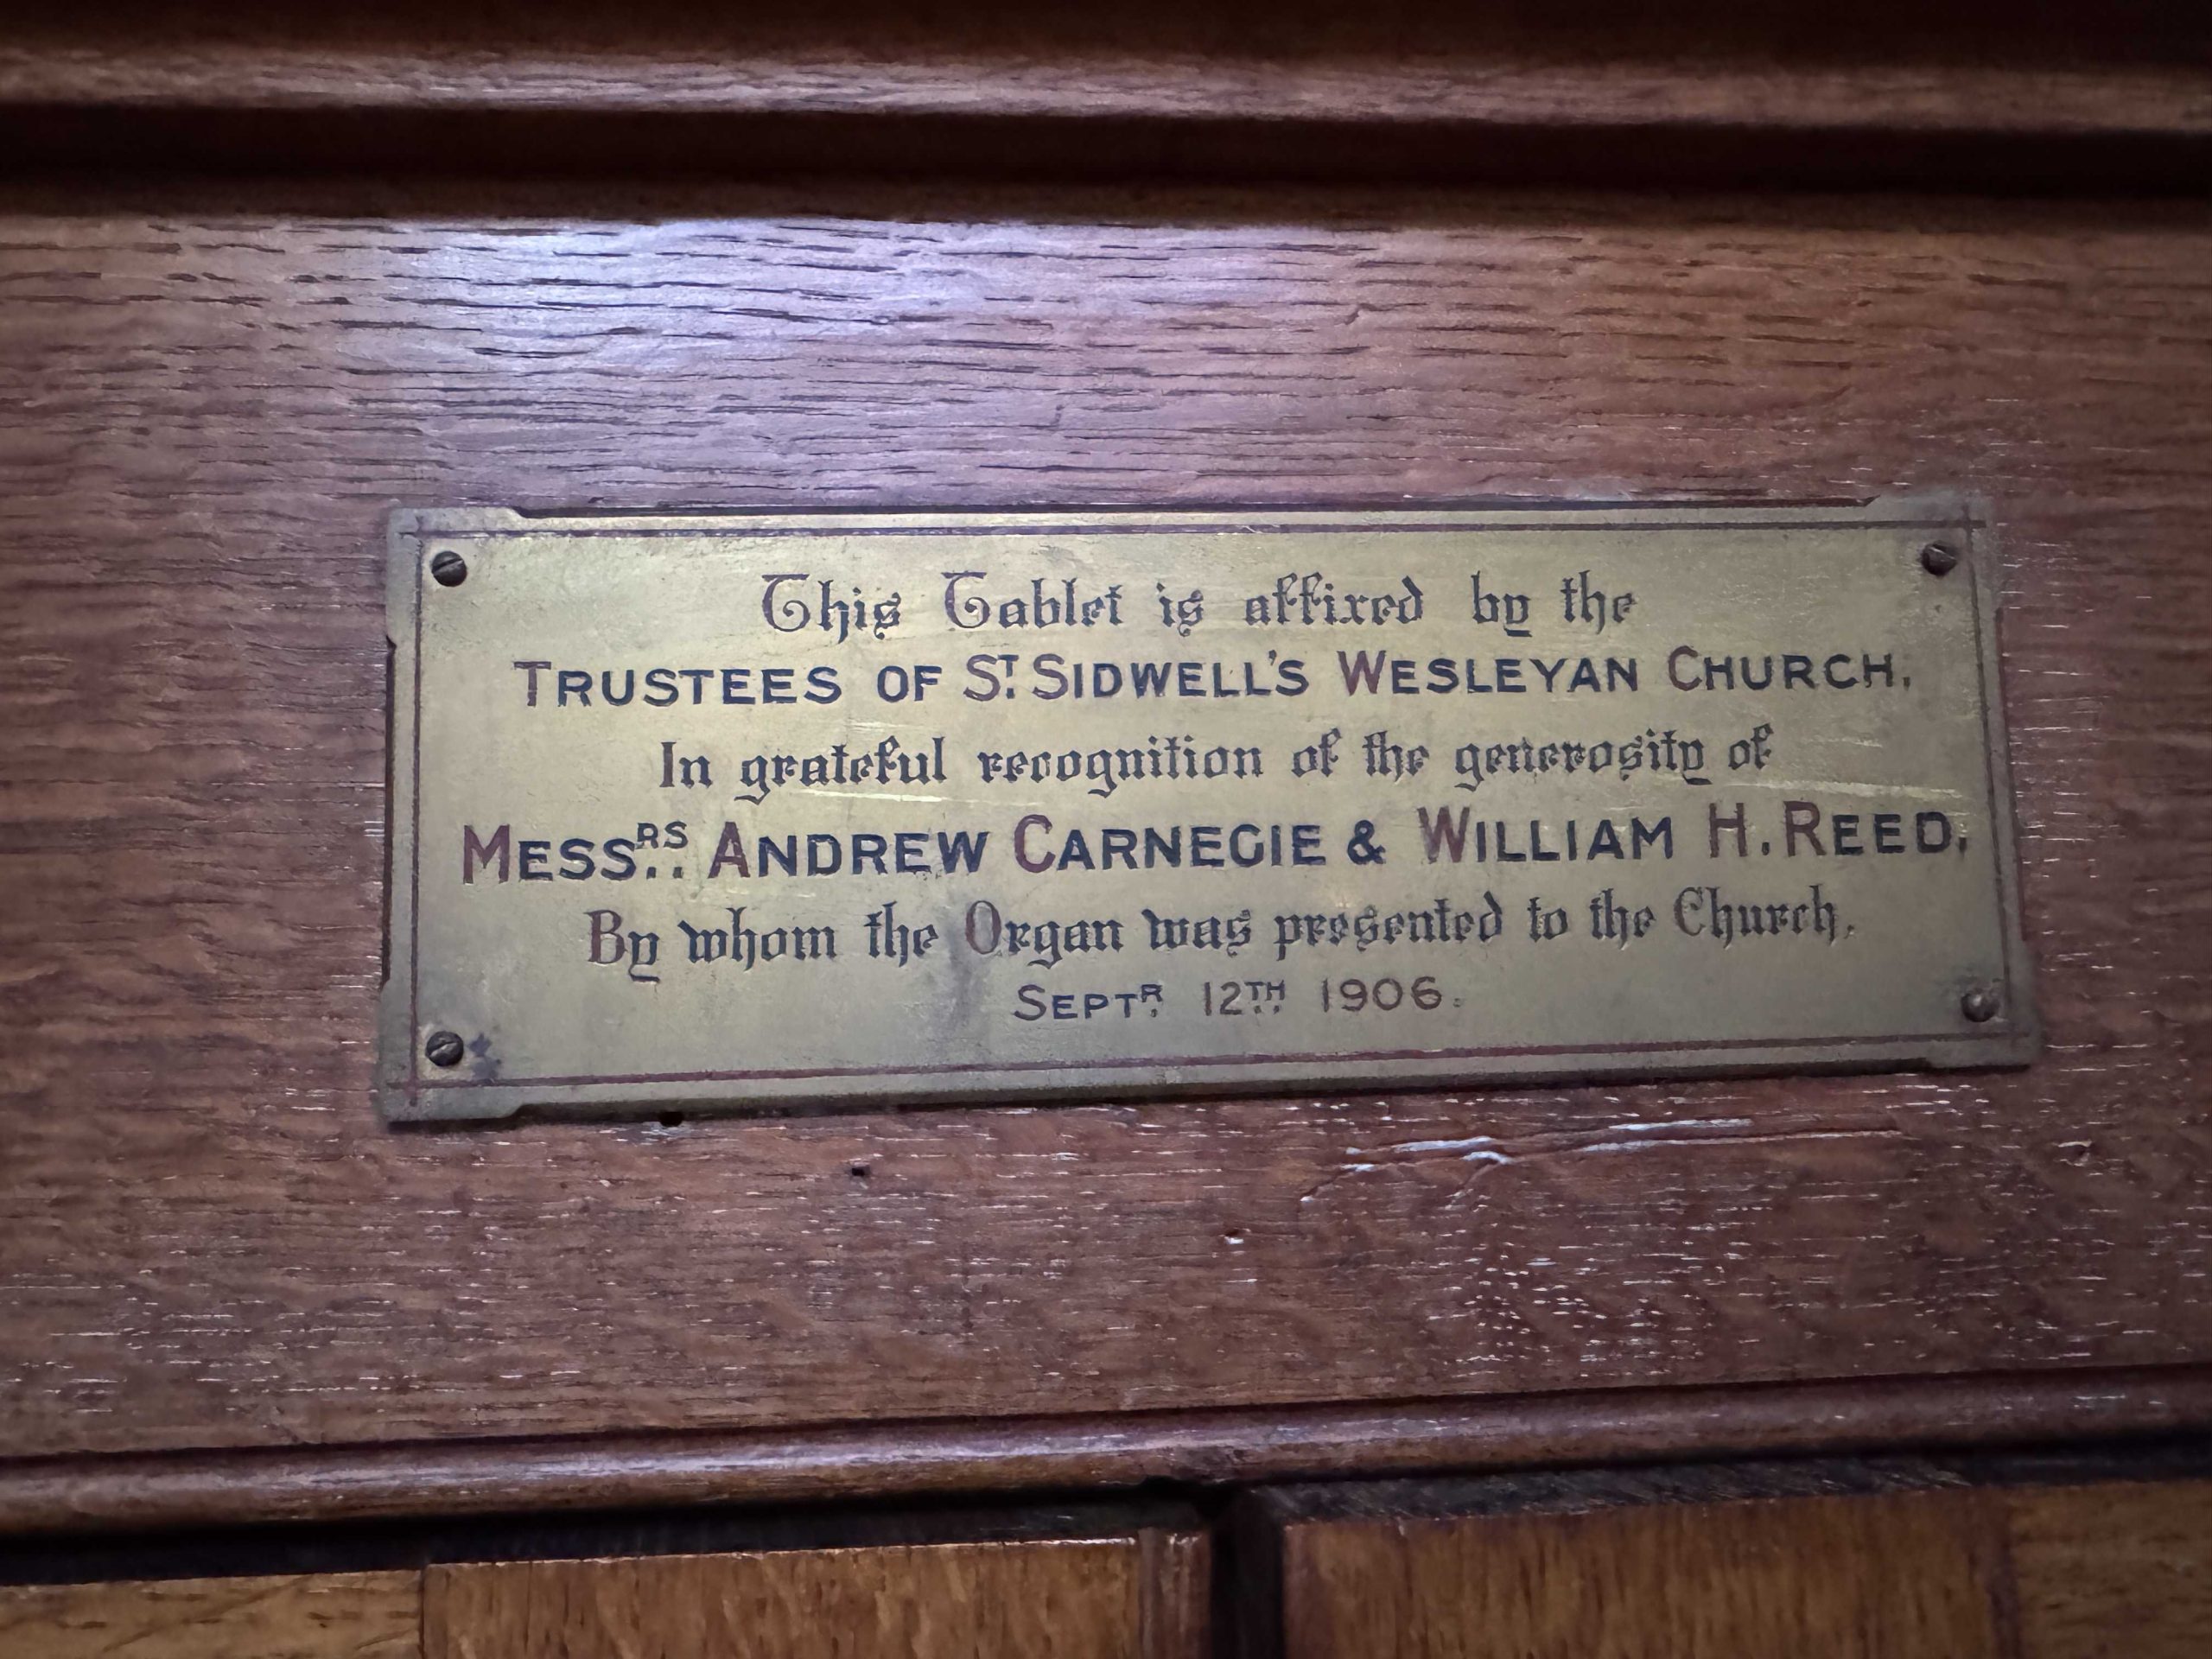 This Tablet is affixed by the
TRUSTEES OF ST. SIDWELL'S WESLEYAN CHURCH.
In grateful recognition of the generosity of
MESSRS. ANDREW CARNEGIE & WILLIAM H. REED.
By whom the Organ was presented to the Church.
SEPTR. 12TH 1906.